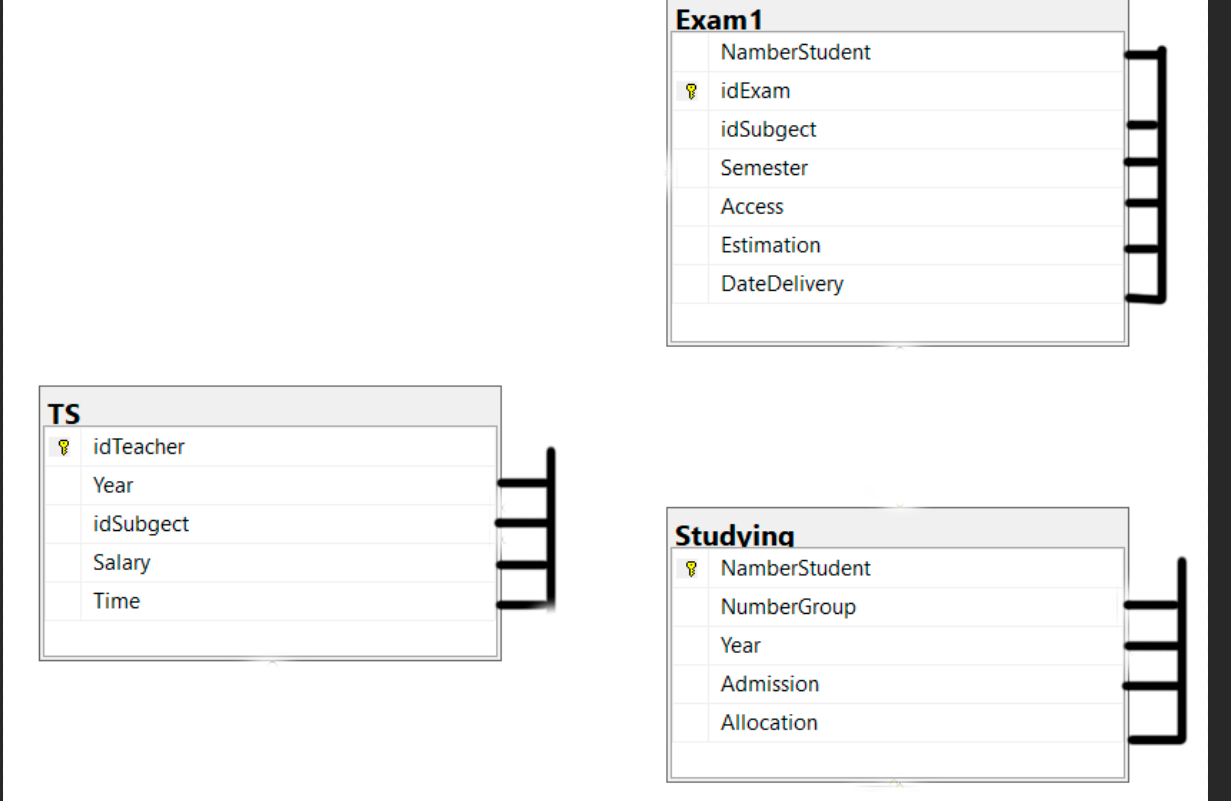 Exam1
NamberStudent
idExam
idSubgect
Semester
Access
Estimation
DateDelivery
TS
idTeacher
Year
idSubgect
Salary
Time
Studying
NamberStudent
NumberGroup
Year
Admission
Allocation